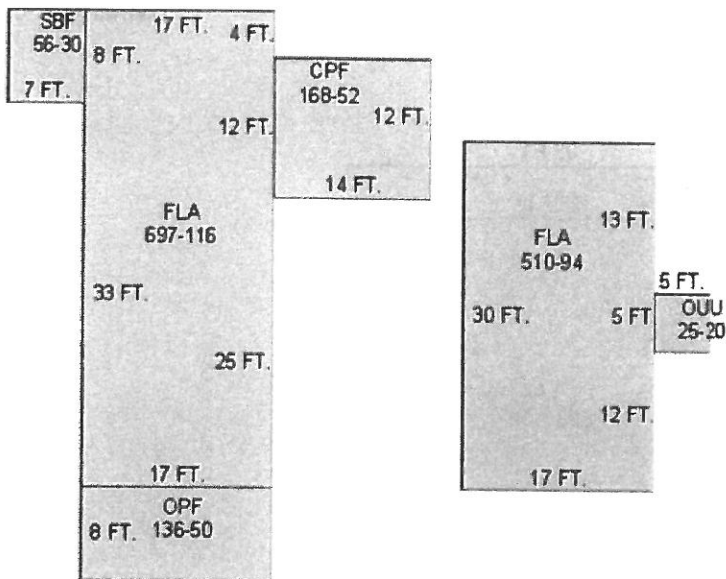 SBF
56-30
7 FT.
17 FT.
4 FT.
8 FT.
CPF
168-52
12 FT.
12 FT.
14 FT.
FLA
697-116
33 FT.
25 FT.
17 FT.
OPF
136-50
8 FT.
FLA
510-94
13 FT.
30 FT.
5 FT
5 FT.
OUU
25-20
12 FT.
17 FT.